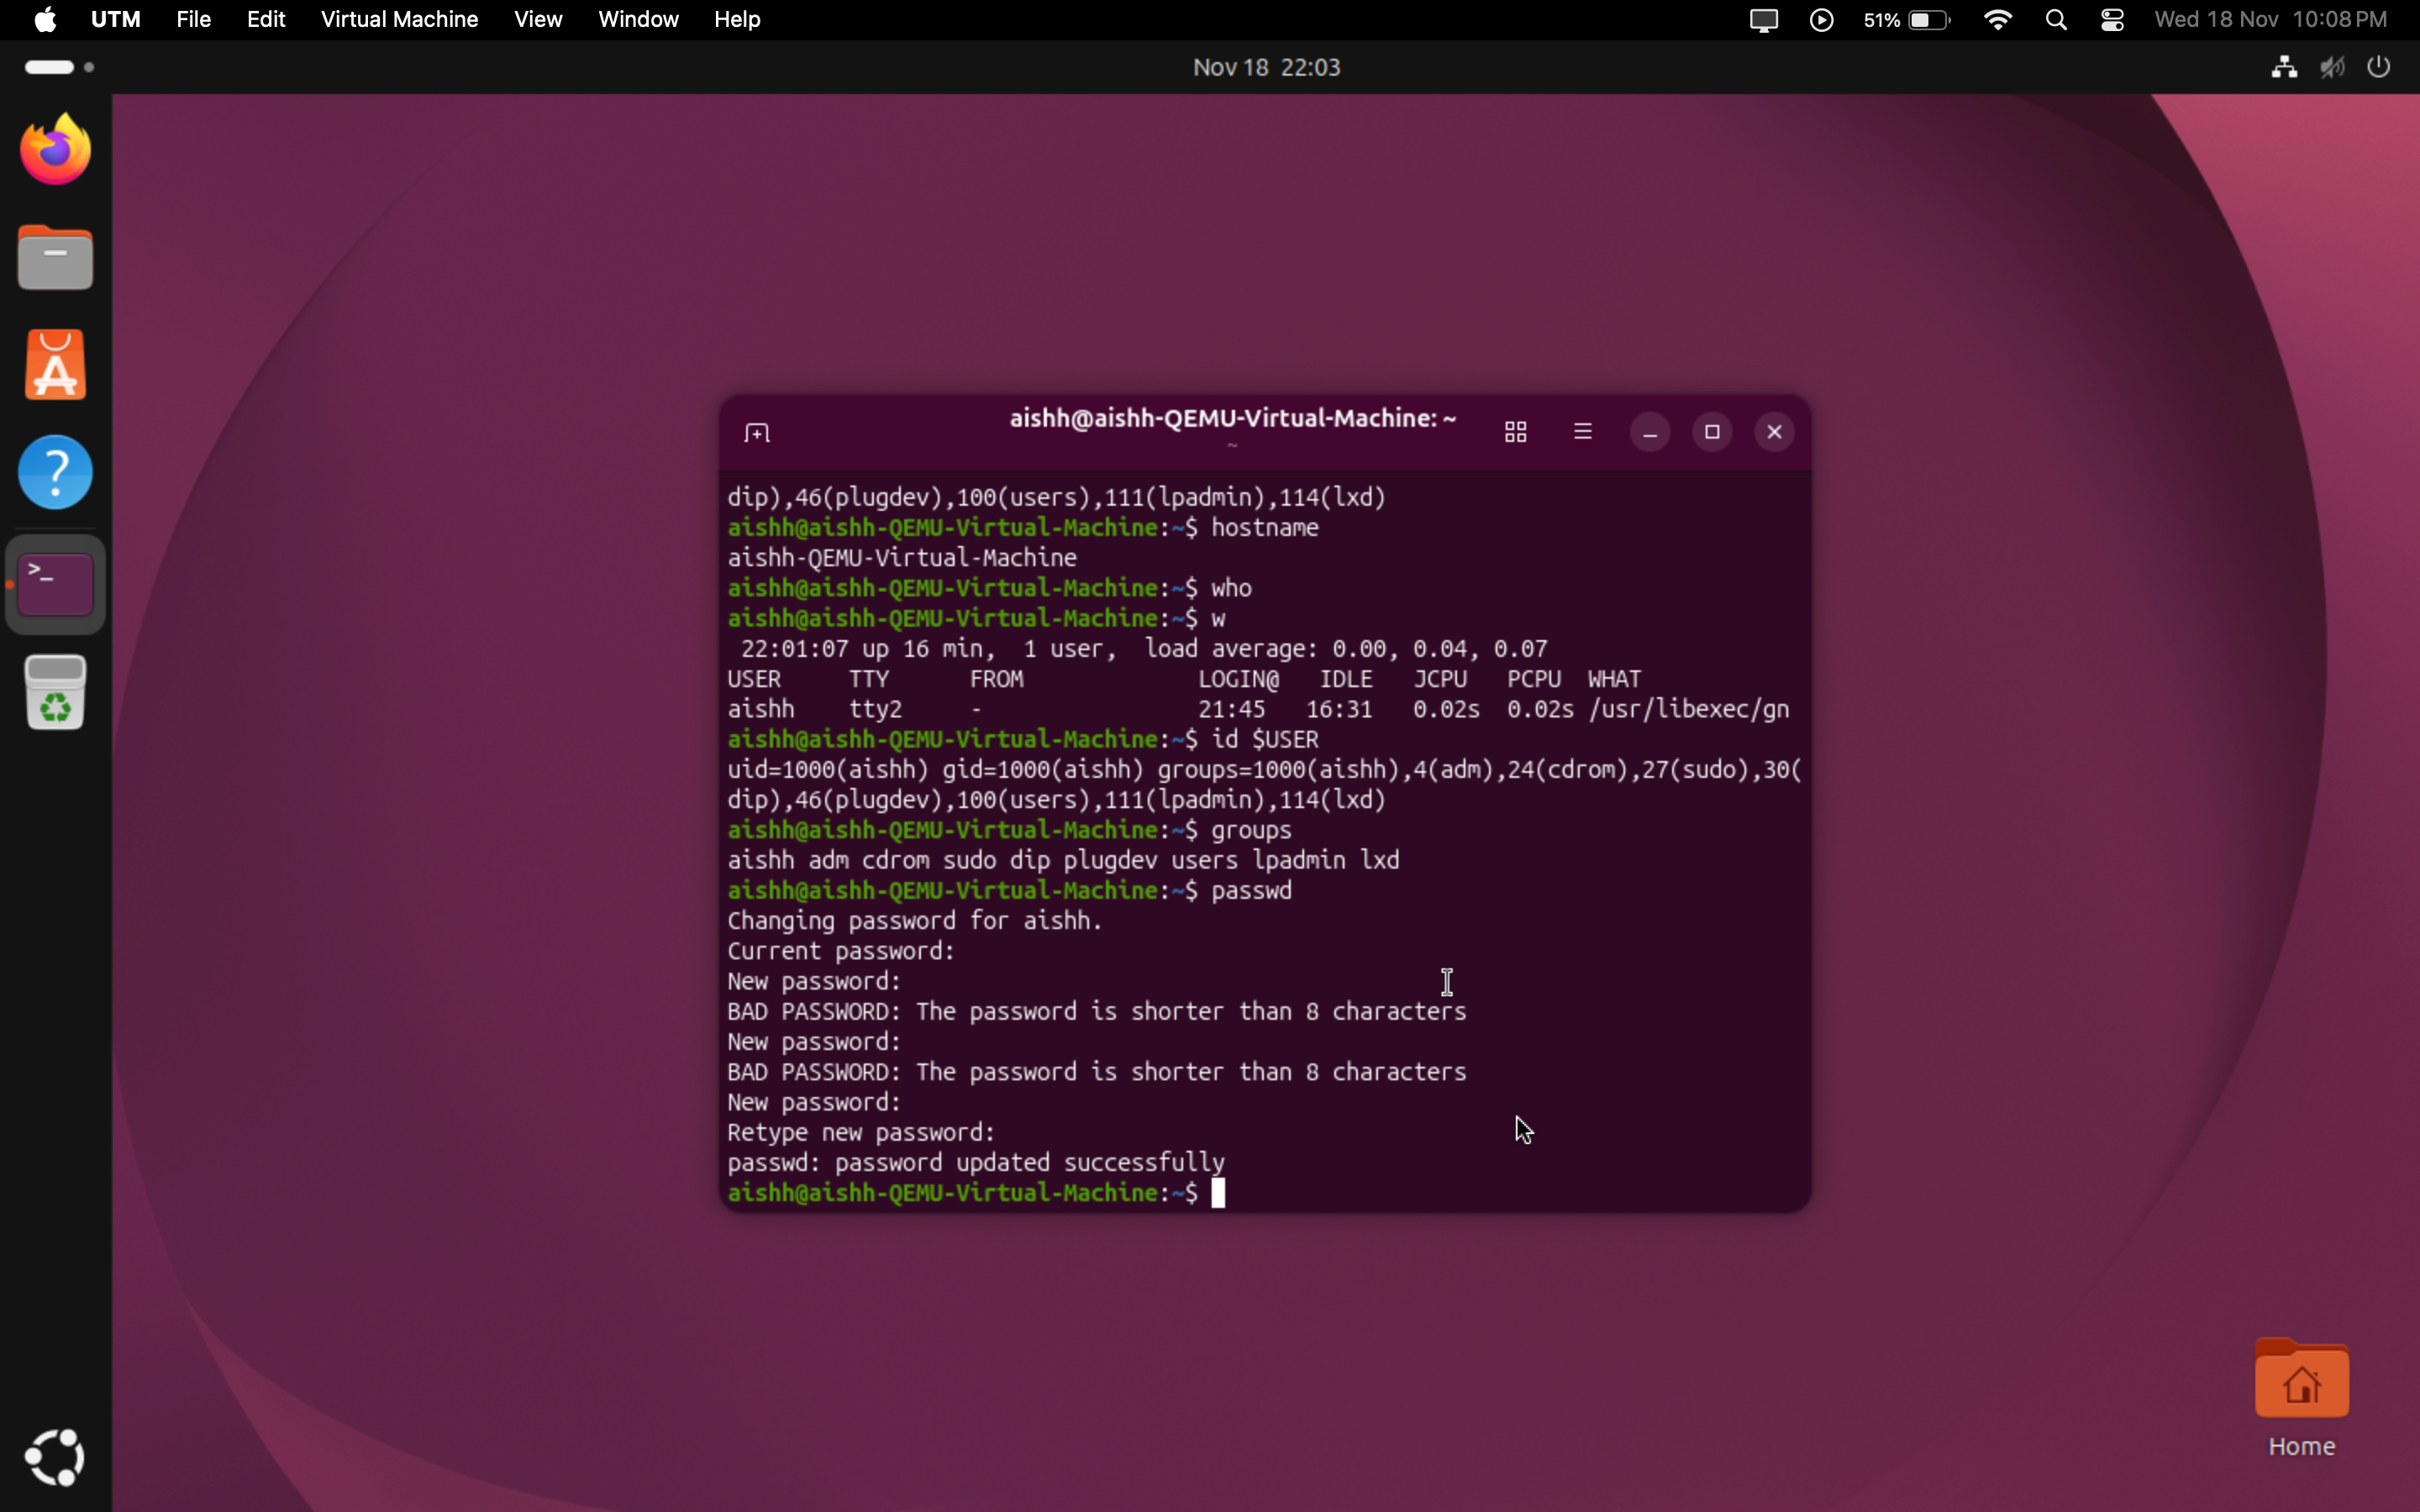 UTM File Edit Virtual Machine View Window Help 51% Wed 18 Nov 10:08 PM
Nov 18 22:03
aishh@aishh-QEMU-Virtual-Machine: ~
~
dip),46(plugdev),100(users),111(lpadmin),114(lxd)
aishh@aishh-QEMU-Virtual-Machine:~$ hostname
aishh-QEMU-Virtual-Machine
aishh@aishh-QEMU-Virtual-Machine:~$ who
aishh@aishh-QEMU-Virtual-Machine:~$ w
 22:01:07 up 16 min,  1 user,  load average: 0.00, 0.04, 0.07
USER     TTY      FROM             LOGIN@   IDLE   JCPU   PCPU  WHAT
aishh    tty2     -                21:45   16:31   0.02s  0.02s /usr/libexec/gn
aishh@aishh-QEMU-Virtual-Machine:~$ id $USER
uid=1000(aishh) gid=1000(aishh) groups=1000(aishh),4(adm),24(cdrom),27(sudo),30(
dip),46(plugdev),100(users),111(lpadmin),114(lxd)
aishh@aishh-QEMU-Virtual-Machine:~$ groups
aishh adm cdrom sudo dip plugdev users lpadmin lxd
aishh@aishh-QEMU-Virtual-Machine:~$ passwd
Changing password for aishh.
Current password:
New password:
BAD PASSWORD: The password is shorter than 8 characters
New password:
BAD PASSWORD: The password is shorter than 8 characters
New password:
Retype new password:
passwd: password updated successfully
aishh@aishh-QEMU-Virtual-Machine:~$
Home